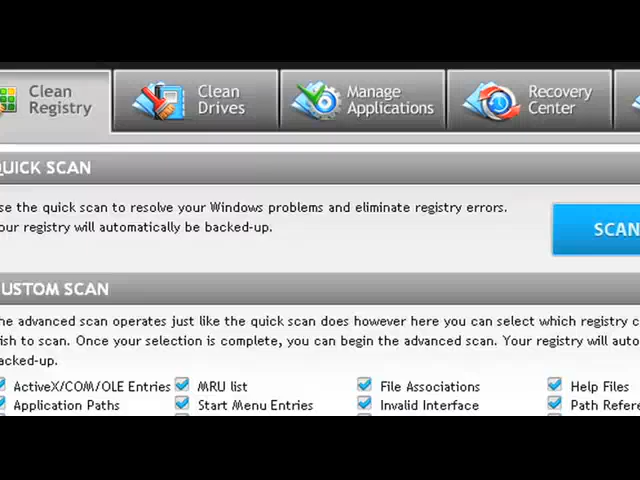 Clean
Registry
Clean
Drives
Manage
Applications
Recovery
Center
QUICK SCAN
se the quick scan to resolve your Windows problems and eliminate registry errors.
our registry will automatically be backed-up.
SCAN
USTOM SCAN
he advanced scan operates just like the quick scan does however here you can select which registry c
ish to scan. Once your selection is complete, you can begin the advanced scan. Your registry will auto
acked-up.
ActiveX/COM/OLE Entries MRU list File Associations Help Files
Application Paths Start Menu Entries Invalid Interface Path Refere